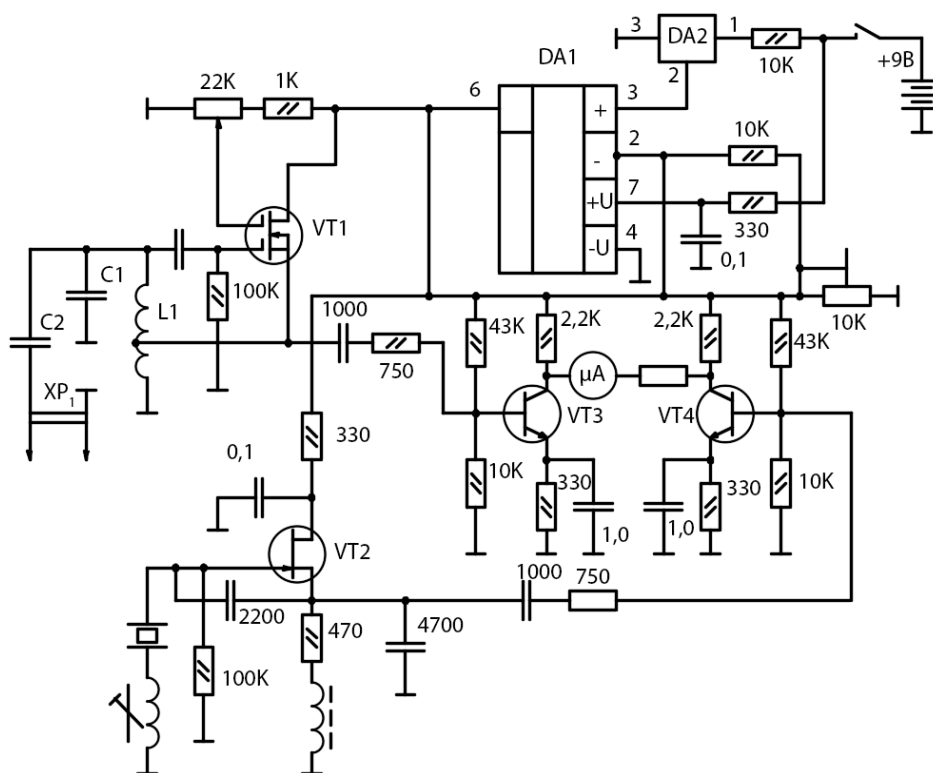 3
DA2
1
10K
+9В
2
DA1
22K
1K
6
3
+
2
10K
-
7
+U
330
4
-U
0,1
VT1
C1
L1
100K
C2
1000
43K
2,2K
2,2K
43K
10K
750
XP1
μA
VT3
VT4
330
0,1
10K
330
330
10K
1,0
1,0
VT2
1000
750
2200
470
4700
100K